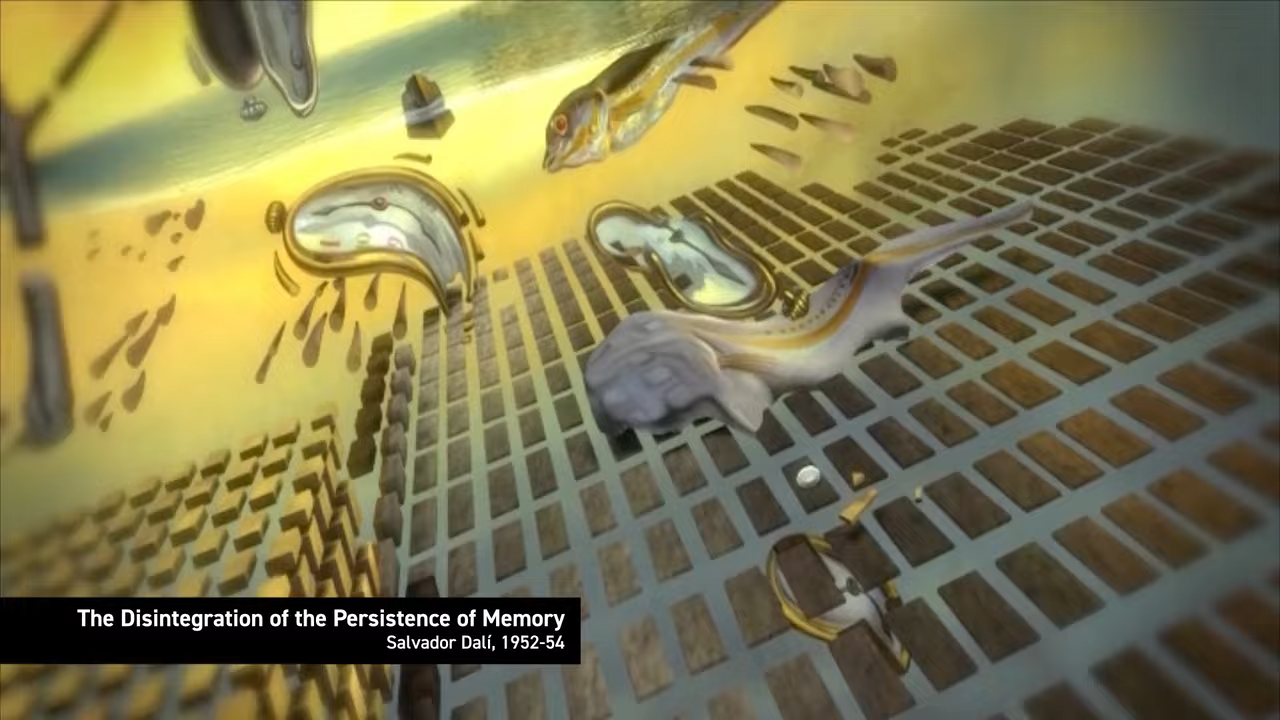 The Disintegration of the Persistence of Memory
Salvador Dalí, 1952-54